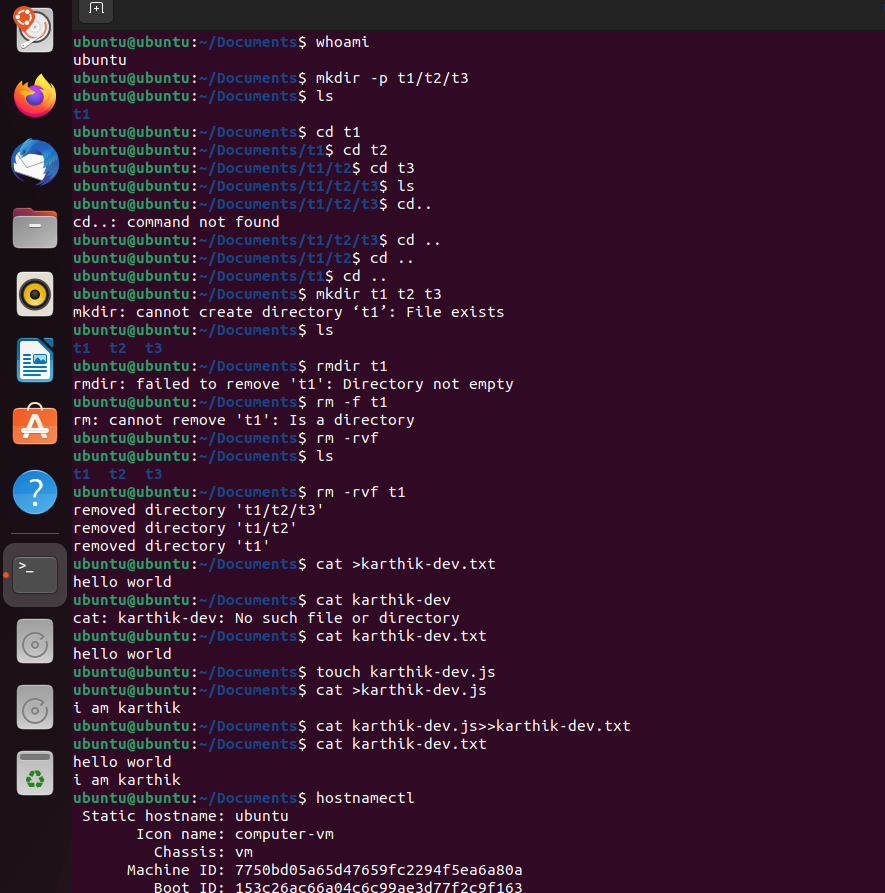 ubuntu@ubuntu:~/Documents$ whoami
ubuntu
ubuntu@ubuntu:~/Documents$ mkdir -p t1/t2/t3
ubuntu@ubuntu:~/Documents$ ls
t1
ubuntu@ubuntu:~/Documents$ cd t1
ubuntu@ubuntu:~/Documents/t1$ cd t2
ubuntu@ubuntu:~/Documents/t1/t2$ cd t3
ubuntu@ubuntu:~/Documents/t1/t2/t3$ ls
ubuntu@ubuntu:~/Documents/t1/t2/t3$ cd..
cd..: command not found
ubuntu@ubuntu:~/Documents/t1/t2/t3$ cd ..
ubuntu@ubuntu:~/Documents/t1/t2$ cd ..
ubuntu@ubuntu:~/Documents/t1$ cd ..
ubuntu@ubuntu:~/Documents$ mkdir t1 t2 t3
mkdir: cannot create directory ‘t1’: File exists
ubuntu@ubuntu:~/Documents$ ls
t1  t2  t3
ubuntu@ubuntu:~/Documents$ rmdir t1
rmdir: failed to remove 't1': Directory not empty
ubuntu@ubuntu:~/Documents$ rm -f t1
rm: cannot remove 't1': Is a directory
ubuntu@ubuntu:~/Documents$ rm -rvf
ubuntu@ubuntu:~/Documents$ ls
t1  t2  t3
ubuntu@ubuntu:~/Documents$ rm -rvf t1
removed directory 't1/t2/t3'
removed directory 't1/t2'
removed directory 't1'
ubuntu@ubuntu:~/Documents$ cat >karthik-dev.txt
hello world
ubuntu@ubuntu:~/Documents$ cat karthik-dev
cat: karthik-dev: No such file or directory
ubuntu@ubuntu:~/Documents$ cat karthik-dev.txt
hello world
ubuntu@ubuntu:~/Documents$ touch karthik-dev.js
ubuntu@ubuntu:~/Documents$ cat >karthik-dev.js
i am karthik
ubuntu@ubuntu:~/Documents$ cat karthik-dev.js>>karthik-dev.txt
ubuntu@ubuntu:~/Documents$ cat karthik-dev.txt
hello world
i am karthik
ubuntu@ubuntu:~/Documents$ hostnamectl
Static hostname: ubuntu
Icon name: computer-vm
Chassis: vm
Machine ID: 7750bd05a65d47659fc2294f5ea6a80a
Boot ID: 153c26ac66a04c6c99ae3d77f2c9f163